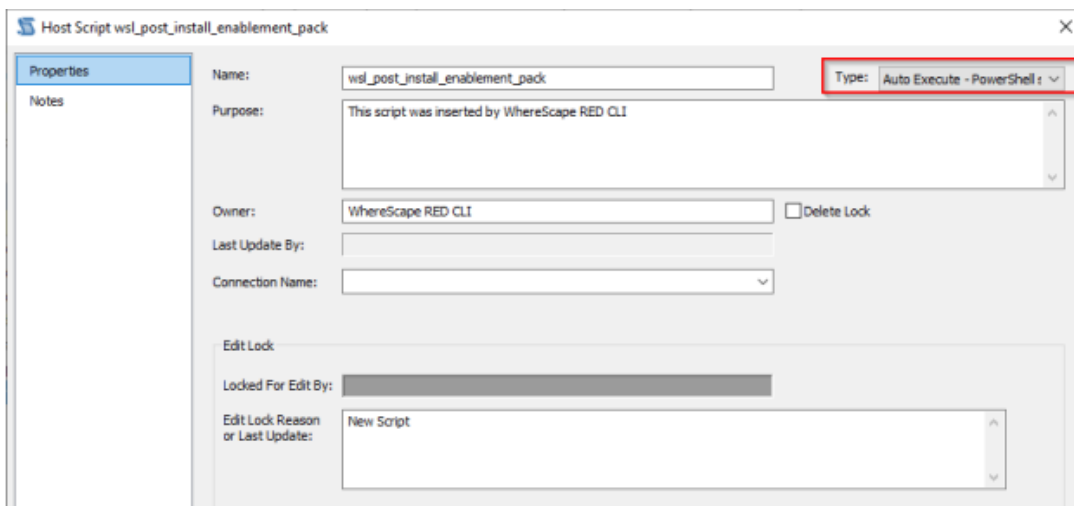 Host Script wsl_post_install_enablement_pack
Properties
Notes
Name:
wsl_post_install_enablement_pack
Type:
Auto Execute - PowerShell s
Purpose:
This script was inserted by WhereScape RED CLI
Owner:
WhereScape RED CLI
Delete Lock
Last Update By:
Connection Name:
Edit Lock
Locked For Edit By:
Edit Lock Reason
or Last Update:
New Script